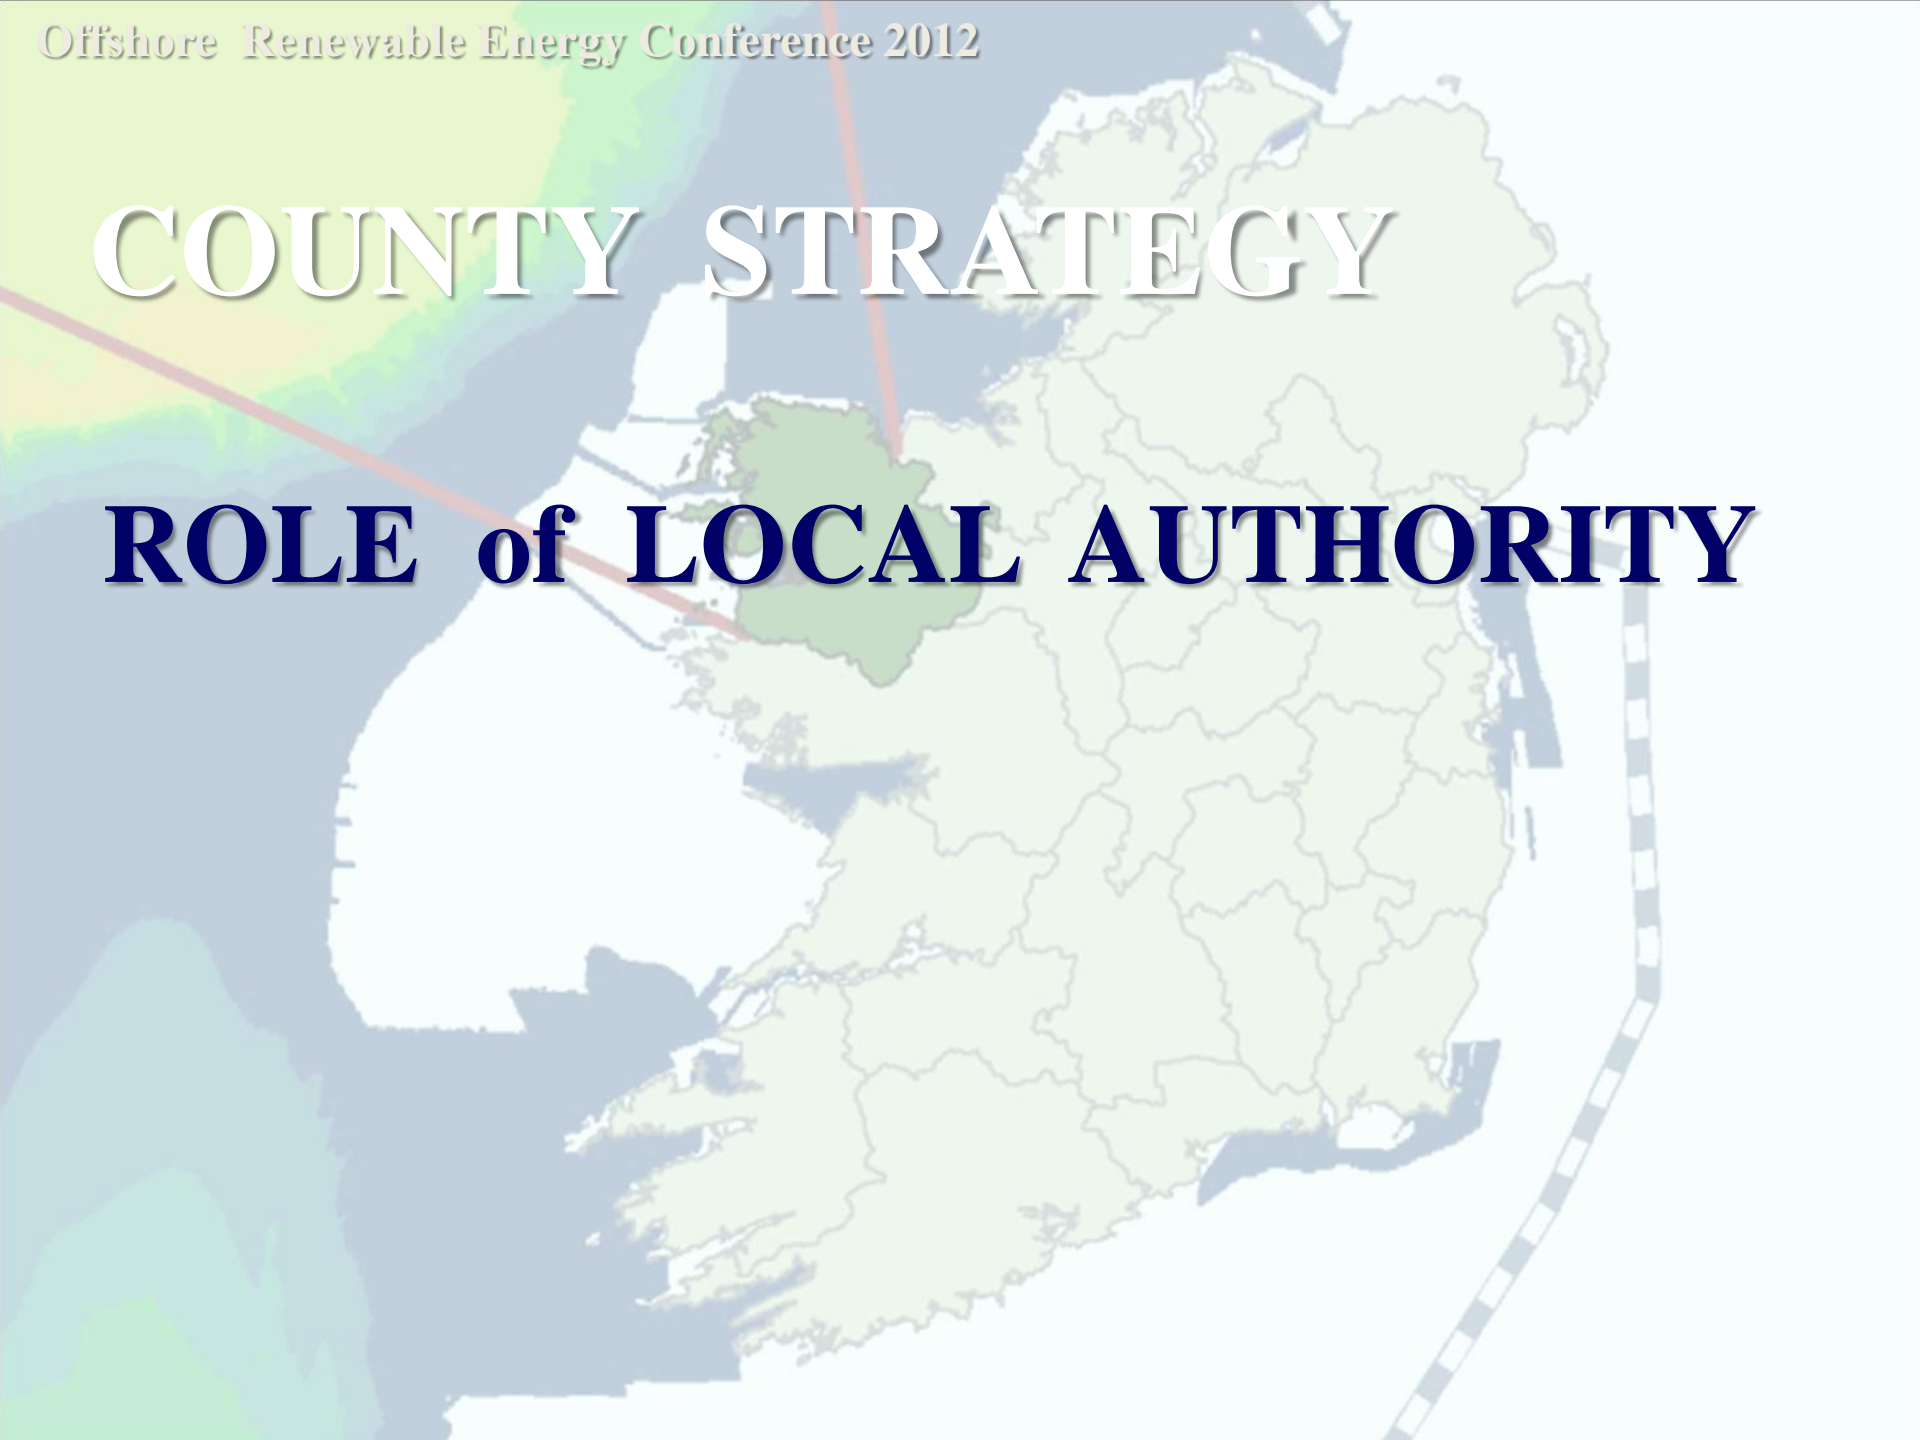 Offshore Renewable Energy Conference 2012
COUNTY STRATEGY
ROLE of LOCAL AUTHORITY